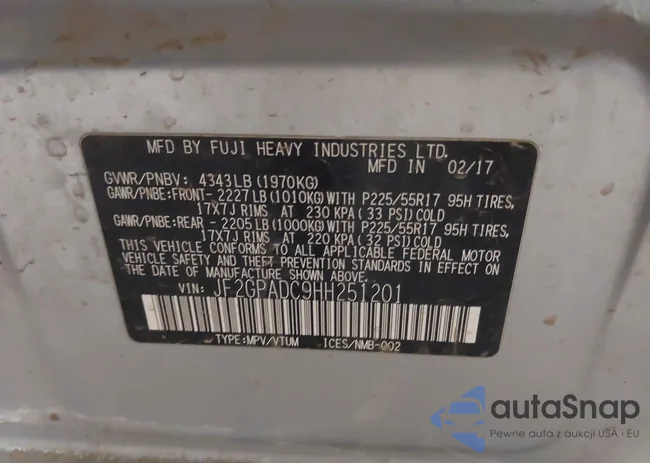 MFD BY FUJI HEAVY INDUSTRIES LTD.
MFD IN 02/17
GVWR/PNBV: 4343LB(1970KG)
GAWR/PNBE:FRONT- 2227LB(1010KG)WITH P225/55R17 95H TIRES,
17X7J RIMS AT 230 KPA(33 PSI)COLD
GAWR/PNBE:REAR - 2205LB(1000KG)WITH P225/55R17 95H TIRES,
17X7J RIMS AT 220 KPA(32 PSI)COLD
THIS VEHICLE CONFORMS TO ALL APPLICABLE FEDERAL MOTOR
VEHICLE SAFETY AND THEFT PREVENTION STANDARDS IN EFFECT
ON THE DATE OF MANUFACTURE SHOWN ABOVE.
VIN: JF2GPADC9HH251201
TYPE:MPV/VTUM ICES/NMB-002
autaSnap
Pewne auta z aukcji USA i EU